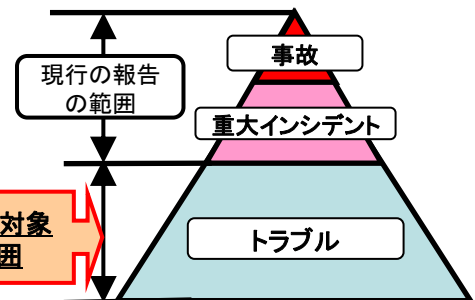 事故
現行の報告
の範囲
重大インシデント
対象
囲
トラブル